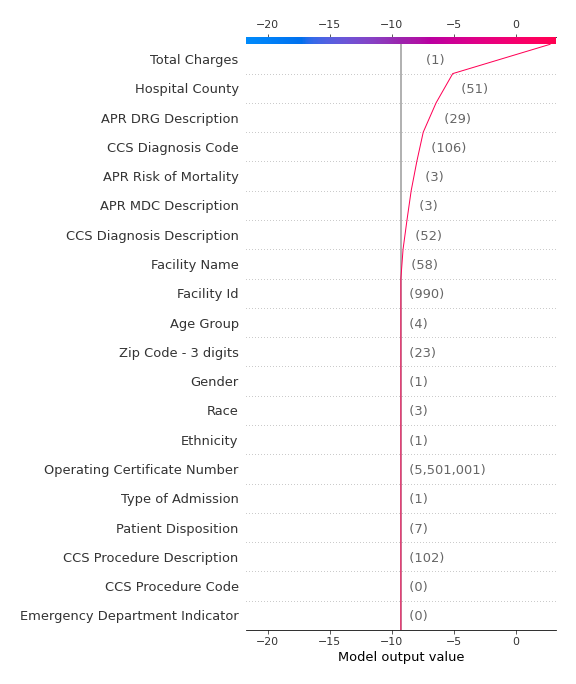 −20 −15 −10 −5 0
Total Charges (1)
Hospital County (51)
APR DRG Description (29)
CCS Diagnosis Code (106)
APR Risk of Mortality (3)
APR MDC Description (3)
CCS Diagnosis Description (52)
Facility Name (58)
Facility Id (990)
Age Group (4)
Zip Code - 3 digits (23)
Gender (1)
Race (3)
Ethnicity (1)
Operating Certificate Number (5,501,001)
Type of Admission (1)
Patient Disposition (7)
CCS Procedure Description (102)
CCS Procedure Code (0)
Emergency Department Indicator (0)
−20 −15 −10 −5 0
Model output value